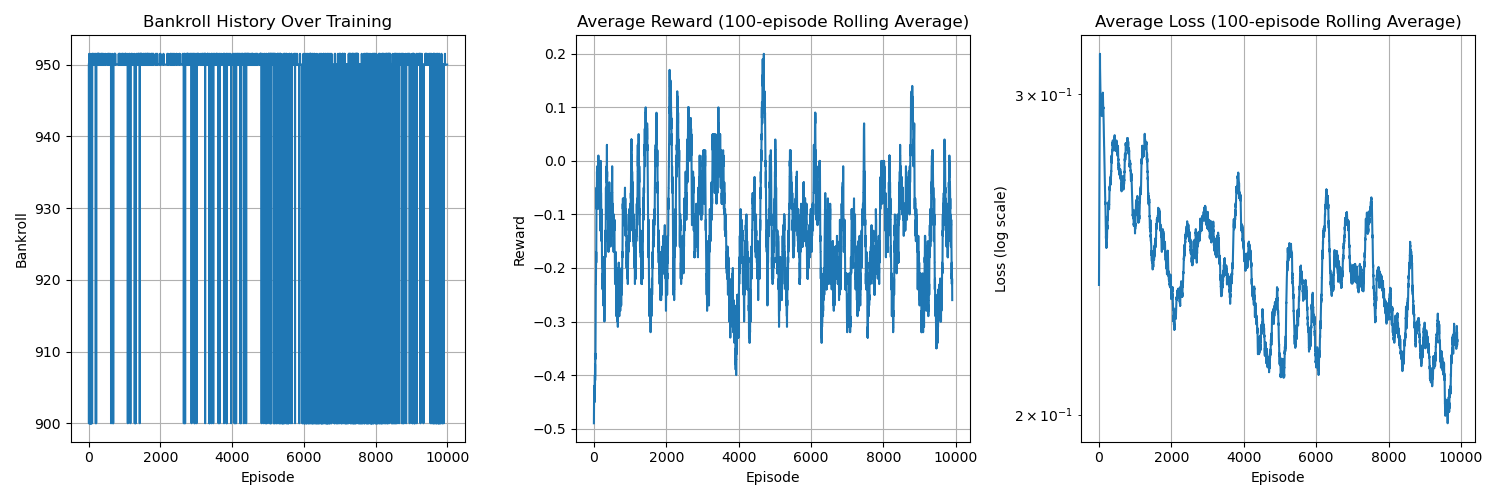 Bankroll History Over Training
Bankroll
950
940
930
920
910
900
0 2000 4000 6000 8000 10000
Episode
Average Reward (100-episode Rolling Average)
Reward
0.2
0.1
0.0
−0.1
−0.2
−0.3
−0.4
−0.5
0 2000 4000 6000 8000 10000
Episode
Average Loss (100-episode Rolling Average)
Loss (log scale)
3 × 10⁻¹
2 × 10⁻¹
0 2000 4000 6000 8000 10000
Episode